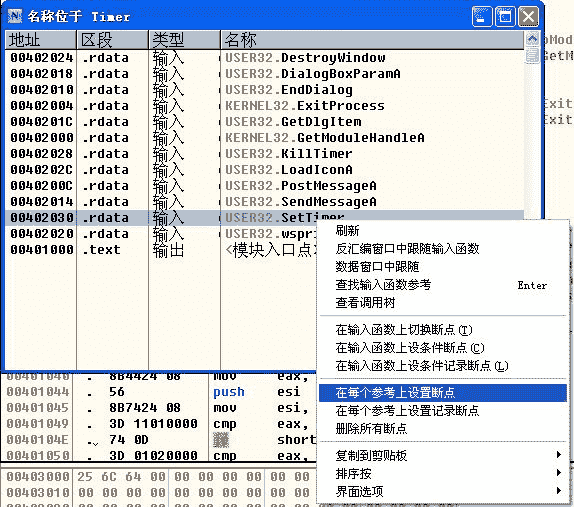 名称位于 Timer
地址 区段 类型 名称
00402024 .rdata 输入 USER32.DestroyWindow
00402018 .rdata 输入 USER32.DialogBoxParamA
00402010 .rdata 输入 USER32.EndDialog
00402004 .rdata 输入 KERNEL32.ExitProcess
0040201C .rdata 输入 USER32.GetDlgItem
00402000 .rdata 输入 KERNEL32.GetModuleHandleA
00402028 .rdata 输入 USER32.KillTimer
0040202C .rdata 输入 USER32.LoadIconA
0040200C .rdata 输入 USER32.PostMessageA
00402014 .rdata 输入 USER32.SendMessageA
00402030 .rdata 输入 USER32.SetTimer
00402020 .rdata 输入 USER32.wspri
00401000 .text 输出 <模块入口点>
刷新
反汇编窗口中跟随输入函数
数据窗口中跟随
查找输入函数参考 Enter
查看调用树
在输入函数上切换断点(T)
在输入函数上设条件断点(C)
在输入函数上设条件记录断点(L)
在每个参考上设置断点
在每个参考上设置记录断点
删除所有断点
复制到剪贴板
排序按
界面选项
00401040 . 8B4424 08 mov eax,
00401044 . 56 push esi
00401045 . 8B7424 08 mov esi,
00401049 . 3D 11010000 cmp eax,
0040104E . 74 0D short
00401050 . 3D 01020000 cmp eax,
00403000 25 6C 64 00 00 00 00 00 00 00
00403010 00 00 00 00 00 00 00 00 00 00